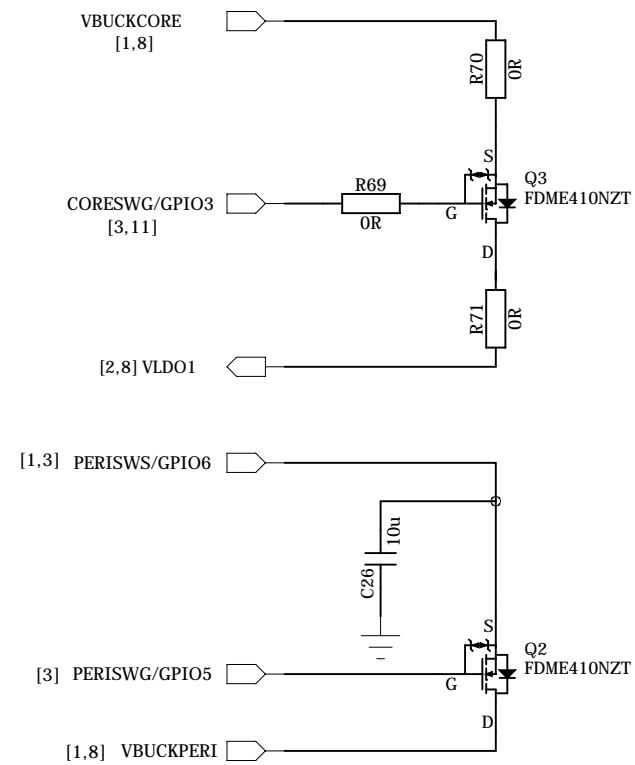 VBUCKCORE
[1,8]
R70
0R
S
Q3
FDME410NZT
R69
CORESWG/GPIO3
G
0R
[3,11]
D
R71
0R
[2,8] VLDO1
[1,3] PERISWS/GPIO6
10u
C26
S
Q2
FDME410NZT
[3] PERISWG/GPIO5
G
D
[1,8] VBUCKPERI